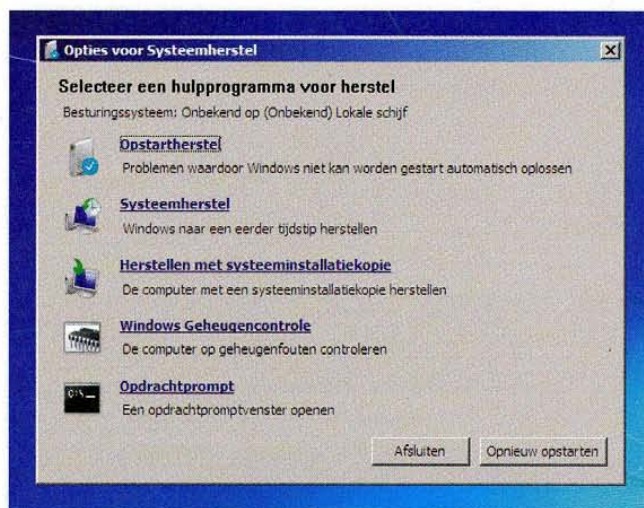 Opties voor Systeemherstel
Selecteer een hulpprogramma voor herstel
Besturingssysteem: Onbekend op (Onbekend) Lokale schijf
Opstartherstel
Problemen waardoor Windows niet kan worden gestart automatisch oplossen
Systeemherstel
Windows naar een eerder tijdstip herstellen
Herstellen met systeeminstallatiekopie
De computer met een systeeminstallatiekopie herstellen
Windows Geheugencontrole
De computer op geheugenfouten controleren
C:\_
Opdrachtprompt
Een opdrachtpromptvenster openen
Afsluiten
Opnieuw opstarten